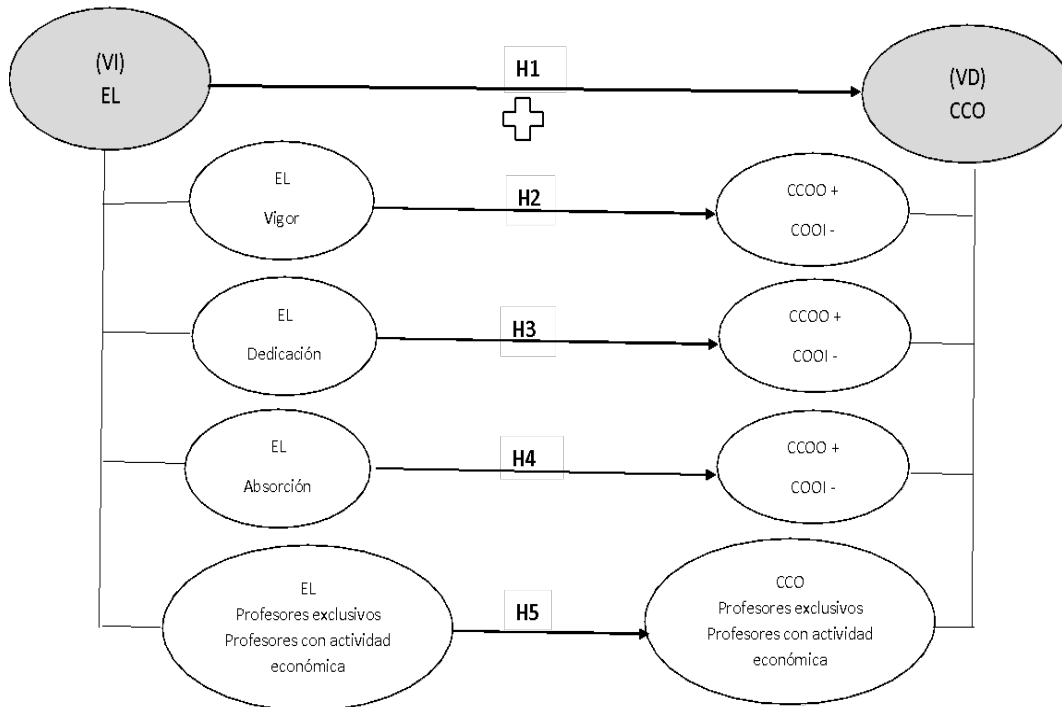 (VI)
EL
H1
(VD)
CCO
EL
Vigor
H2
CCOO +
COOI -
EL
Dedicación
H3
CCOO +
COOI -
EL
Absorción
H4
CCOO +
COOI -
EL
Profesores exclusivos
Profesores con actividad
económica
H5
CCO
Profesores exclusivos
Profesores con actividad
económica